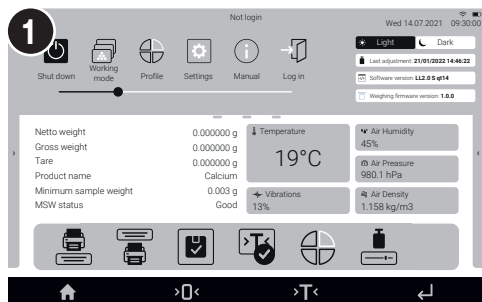 1
Not login
Wed 14.07.2021 09:30:00
Light
Dark
Last adjustment 21/01/2022 14:46:22
Software version LL2.0 S qt14
Weighing firmware version 1.0.0
Shut down
Working mode
Profile
Settings
Manual
Log in
Netto weight 0.000000 g
Gross weight 0.000000 g
Tare 0.000000 g
Product name Calcium
Minimum sample weight 0.003 g
MSW status Good
Temperature
19°C
Vibrations
13%
Air Humidity
45%
Air Preasure
980.1 hPa
Air Density
1.158 kg/m3
>T<
>0<
>T<